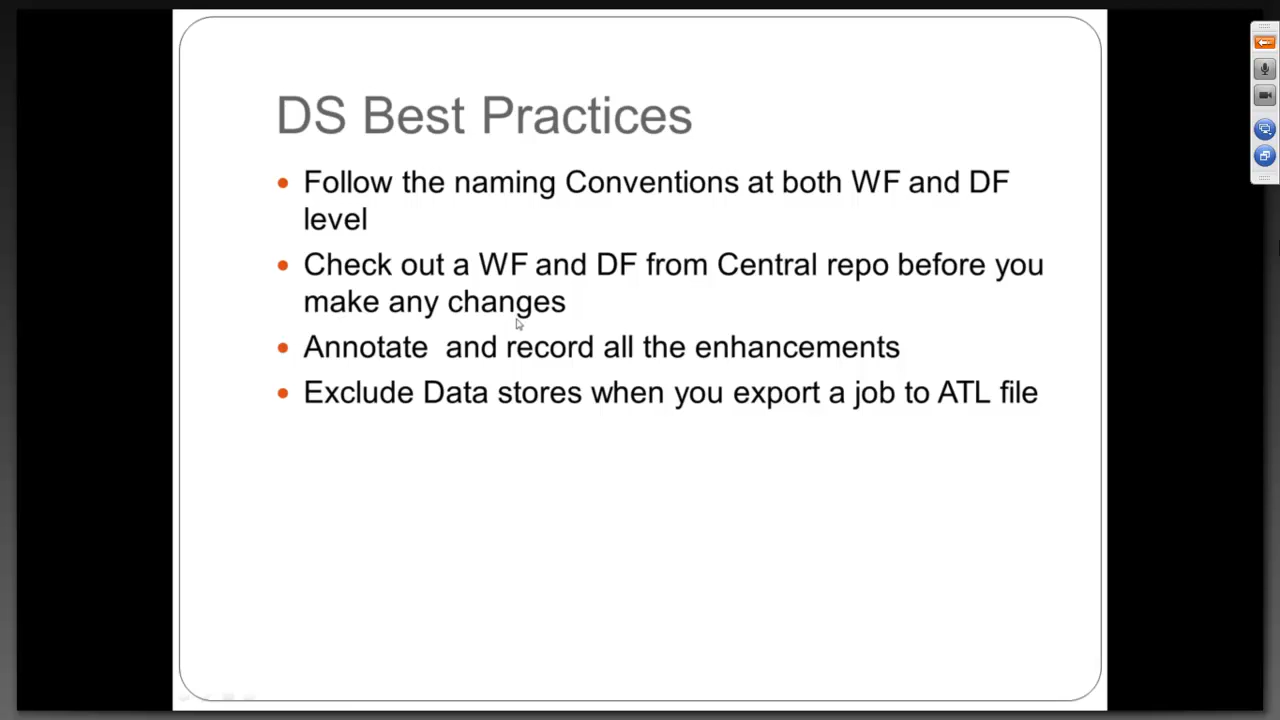 DS Best Practices
Follow the naming Conventions at both WF and DF
level
Check out a WF and DF from Central repo before you
make any changes
Annotate  and record all the enhancements
Exclude Data stores when you export a job to ATL file